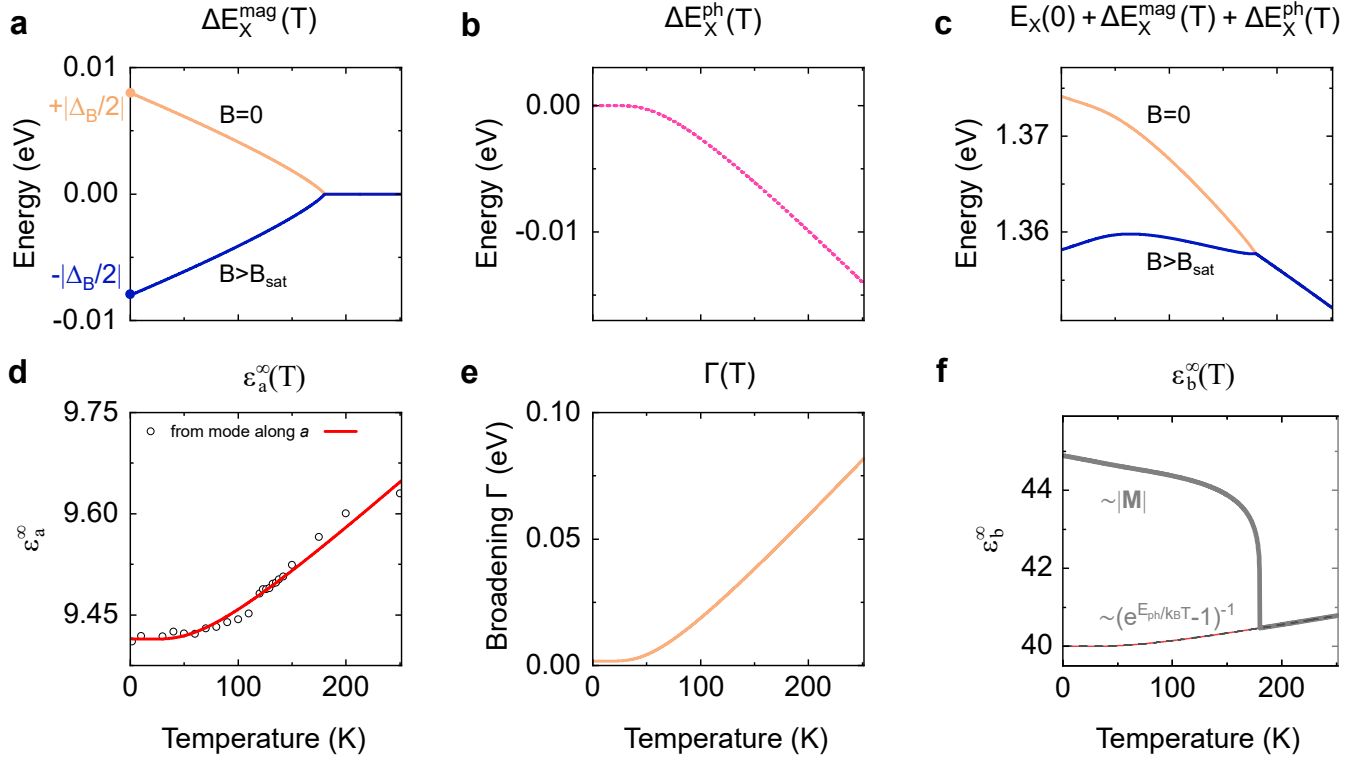 a
ΔE_X^mag(T)
0.01
+|Δ_B/2|
0.00
-|Δ_B/2|
-0.01
Energy (eV)
B=0
B>B_sat
b
ΔE_X^ph(T)
0.00
-0.01
Energy (eV)
c
E_X(0) + ΔE_X^mag(T) + ΔE_X^ph(T)
1.37
1.36
Energy (eV)
B=0
B>B_sat
d
ε_a^∞(T)
9.75
9.60
9.45
ε_a^∞
from mode along a
0
100
200
Temperature (K)
e
Γ(T)
0.10
0.05
0.00
Broadening Γ (eV)
0
100
200
Temperature (K)
f
ε_b^∞(T)
44
42
40
ε_b^∞
~|M|
~(e^{E_ph/k_BT}-1)^-1
0
100
200
Temperature (K)